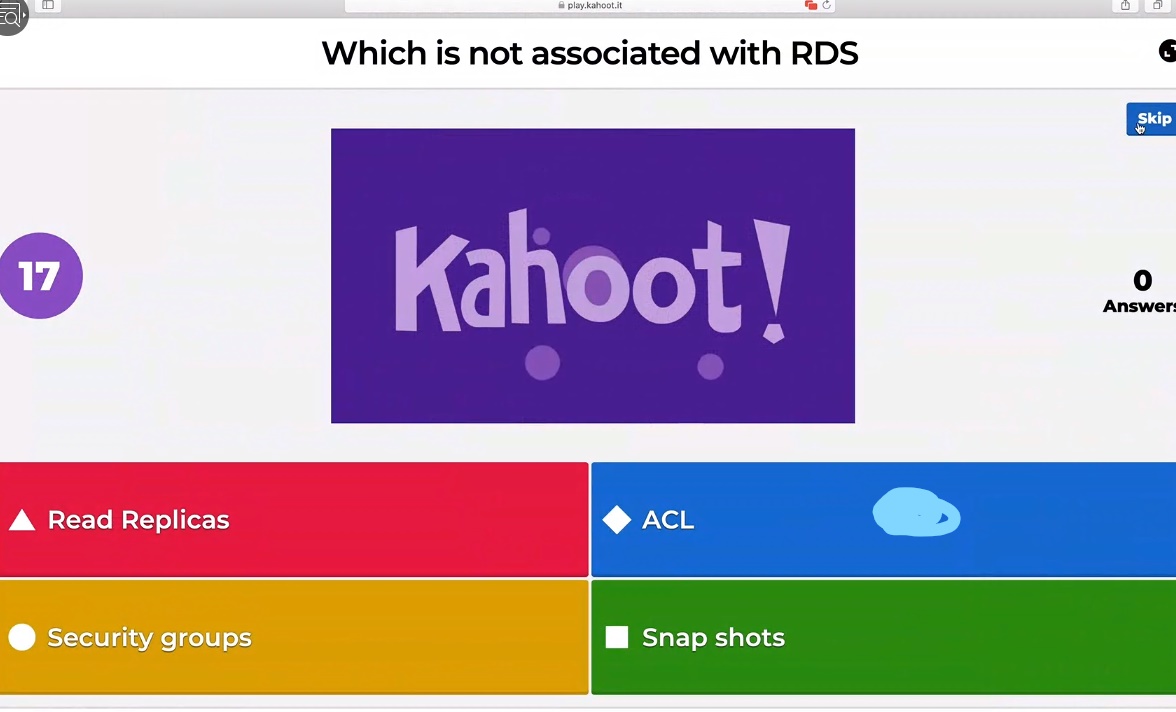 play.kahoot.it
Which is not associated with RDS
Skip
Kahoot!
17
0
Answers
Read Replicas
ACL
Security groups
Snap shots